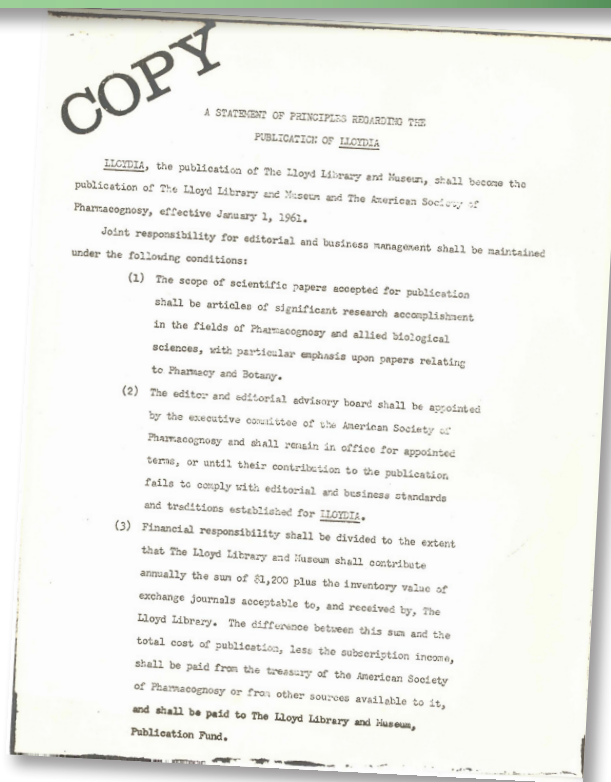 COPY
A STATEMENT OF PRINCIPLES REGARDING THE
PUBLICATION OF LLOYDIA
LLOYDIA, the publication of The Lloyd Library and Museum, shall become the
publication of The Lloyd Library and Museum and The American Society of
Pharmacognosy, effective January 1, 1961.
Joint responsibility for editorial and business management shall be maintained
under the following conditions:
(1) The scope of scientific papers accepted for publication
shall be articles of significant research accomplishment
in the fields of Pharmacognosy and allied biological
sciences, with particular emphasis upon papers relating
to Pharmacy and Botany.
(2) The editor and editorial advisory board shall be appointed
by the executive committee of the American Society of
Pharmacognosy and shall remain in office for appointed
terms, or until their contribution to the publication
fails to comply with editorial and business standards
and traditions established for LLOYDIA.
(3) Financial responsibility shall be divided to the extent
that The Lloyd Library and Museum shall contribute
annually the sum of $1,200 plus the inventory value of
exchange journals acceptable to, and received by, The
Lloyd Library. The difference between this sum and the
total cost of publication, less the subscription income,
shall be paid from the treasury of the American Society
of Pharmacognosy or from other sources available to it,
and shall be paid to The Lloyd Library and Museum,
Publication Fund.